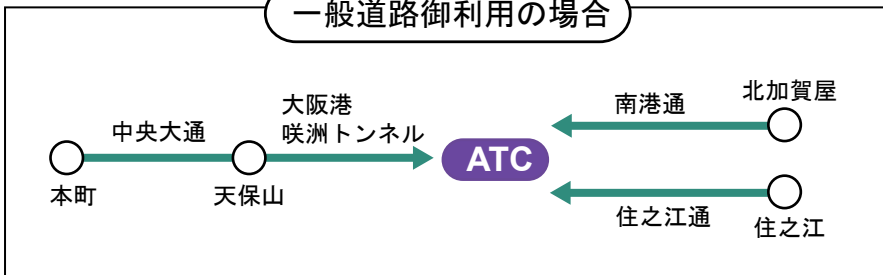 一般道路御利用の場合
中央大通
大阪港
咲洲トンネル
本町
天保山
ATC
南港通
北加賀屋
住之江通
住之江